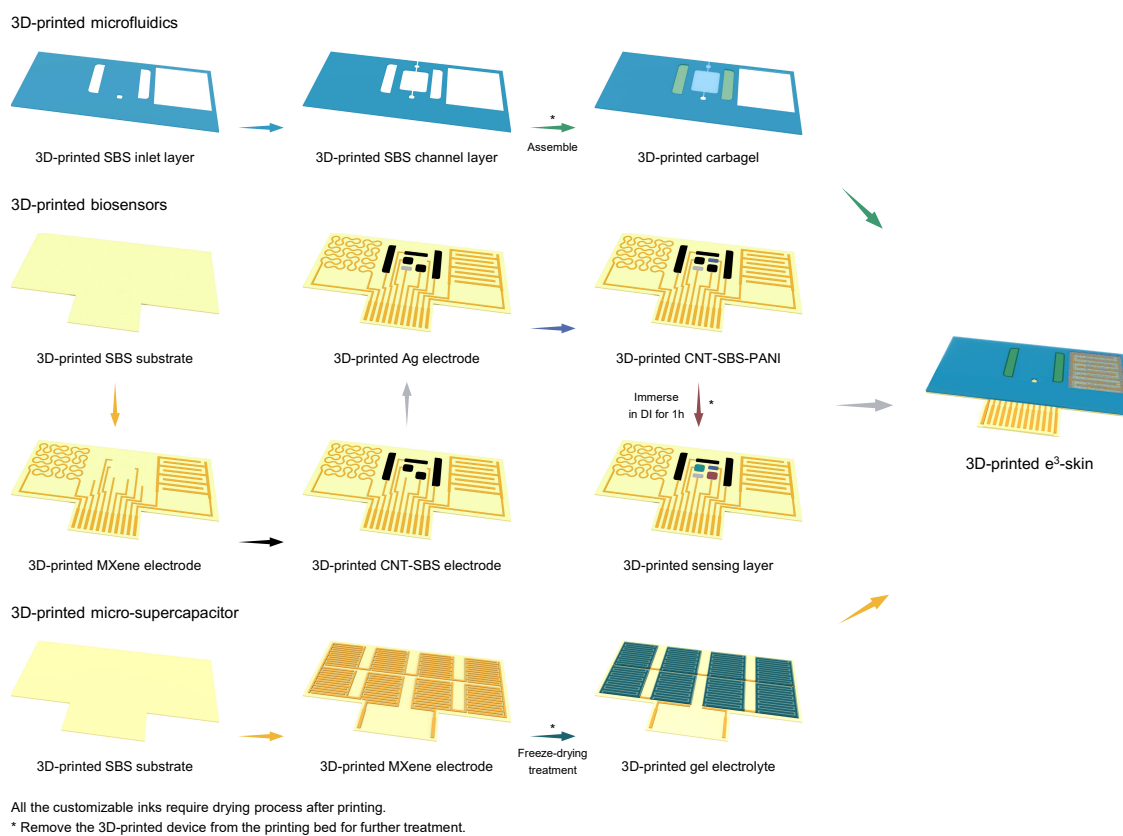 3D-printed microfluidics
*
Assemble
3D-printed SBS inlet layer
3D-printed SBS channel layer
3D-printed carbagel
3D-printed biosensors
3D-printed SBS substrate
3D-printed Ag electrode
3D-printed CNT-SBS-PANI
Immerse
in DI for 1h
*
3D-printed MXene electrode
3D-printed CNT-SBS electrode
3D-printed sensing layer
3D-printed e³-skin
3D-printed micro-supercapacitor
*
Freeze-drying
treatment
3D-printed SBS substrate
3D-printed MXene electrode
3D-printed gel electrolyte
All the customizable inks require drying process after printing.
* Remove the 3D-printed device from the printing bed for further treatment.